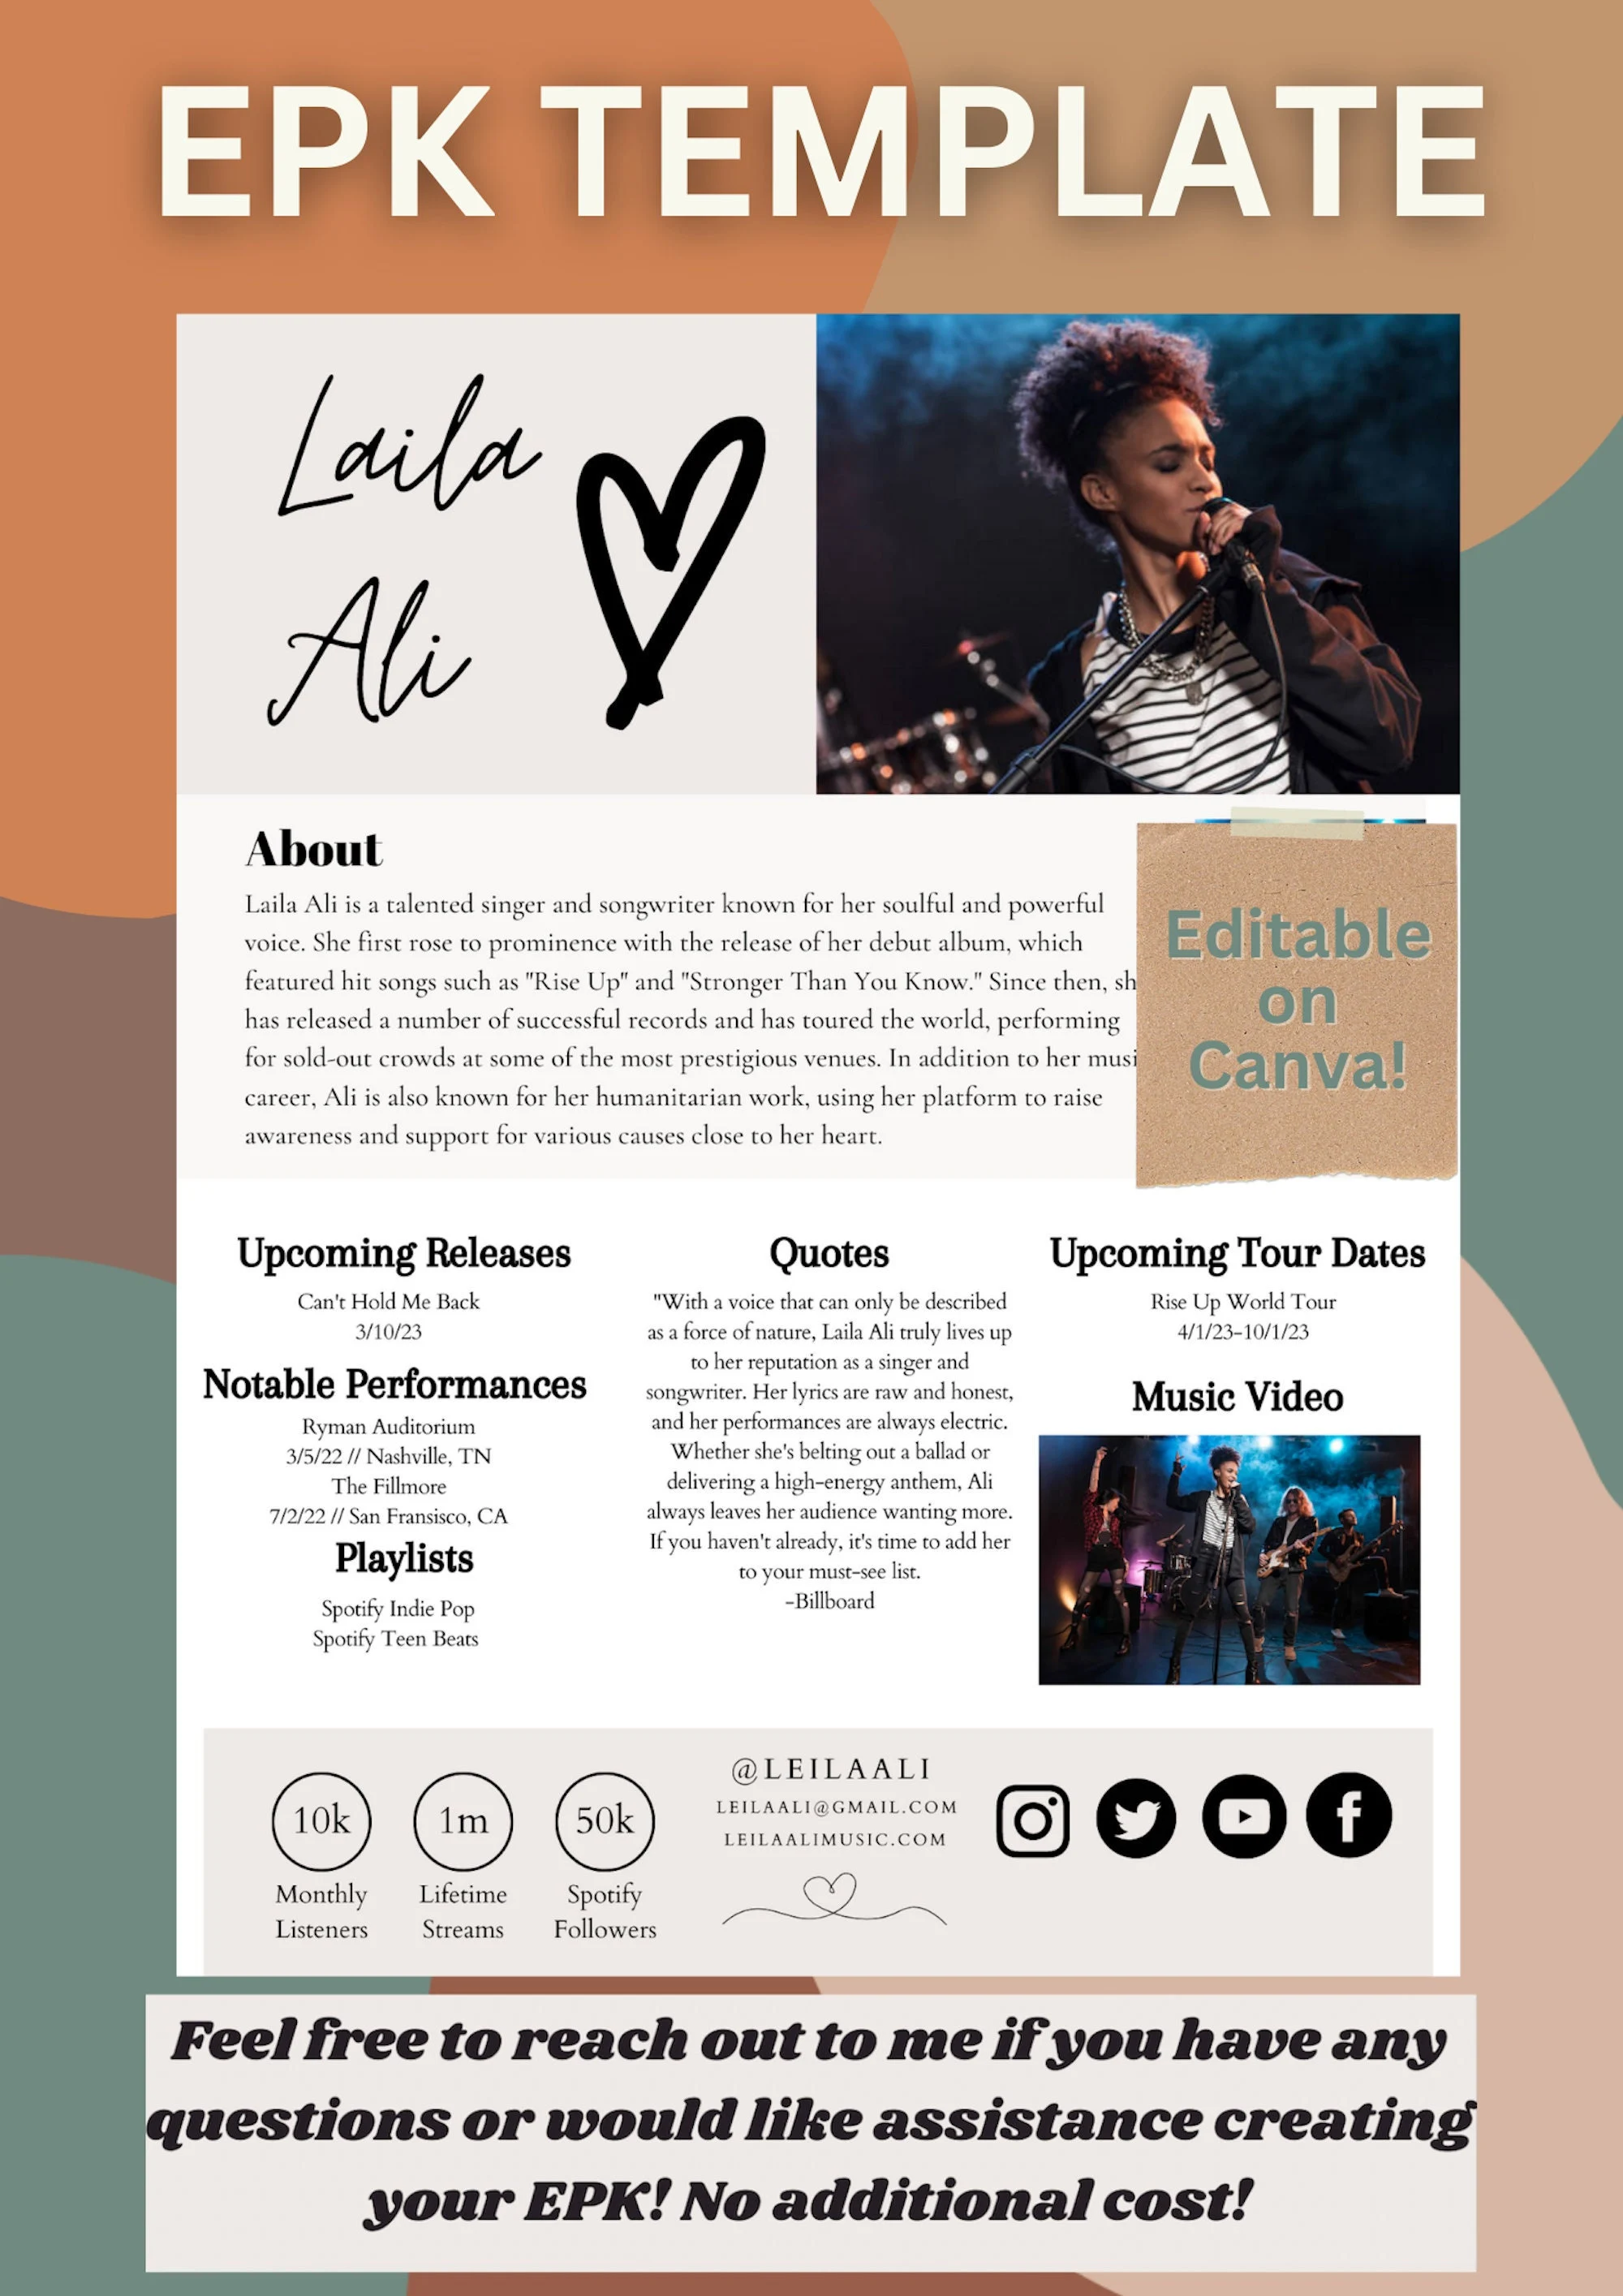 EPK TEMPLATE
Laila
Ali
About
Laila Ali is a talented singer and songwriter known for her soulful and powerful
voice. She first rose to prominence with the release of her debut album, which
featured hit songs such as "Rise Up" and "Stronger Than You Know." Since then, sh
has released a number of successful records and has toured the world, performing
for sold-out crowds at some of the most prestigious venues. In addition to her musi
career, Ali is also known for her humanitarian work, using her platform to raise
awareness and support for various causes close to her heart.
Editable
on
Canva!
Upcoming Releases
Can't Hold Me Back
3/10/23
Notable Performances
Ryman Auditorium
3/5/22 // Nashville, TN
The Fillmore
7/2/22 // San Fransisco, CA
Playlists
Spotify Indie Pop
Spotify Teen Beats
Quotes
"With a voice that can only be described
as a force of nature, Laila Ali truly lives up
to her reputation as a singer and
songwriter. Her lyrics are raw and honest,
and her performances are always electric.
Whether she's belting out a ballad or
delivering a high-energy anthem, Ali
always leaves her audience wanting more.
If you haven't already, it's time to add her
to your must-see list.
-Billboard
Upcoming Tour Dates
Rise Up World Tour
4/1/23-10/1/23
Music Video
10k
Monthly
Listeners
1m
Lifetime
Streams
50k
Spotify
Followers
@LEILAALI
LEILAALI@GMAIL.COM
LEILAALIMUSIC.COM
Feel free to reach out to me if you have any
questions or would like assistance creating
your EPK! No additional cost!